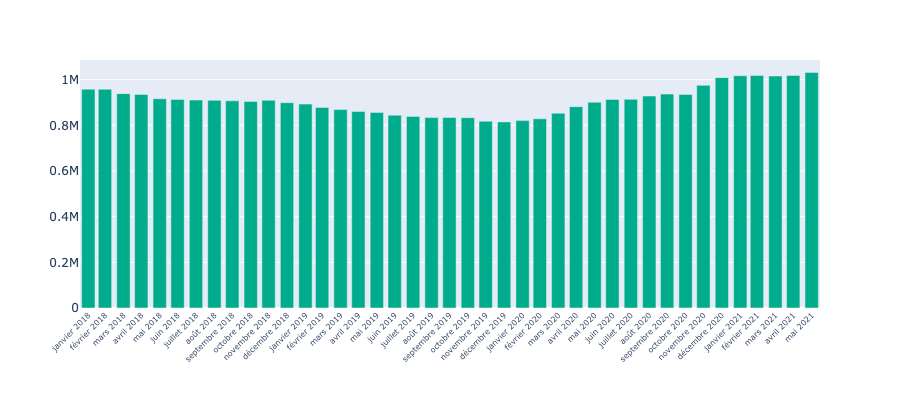 1M
0.8M
0.6M
0.4M
0.2M
0
janvier 2018
février 2018
mars 2018
avril 2018
mai 2018
juin 2018
juillet 2018
août 2018
septembre 2018
octobre 2018
novembre 2018
décembre 2018
janvier 2019
février 2019
mars 2019
avril 2019
mai 2019
juin 2019
juillet 2019
août 2019
septembre 2019
octobre 2019
novembre 2019
décembre 2019
janvier 2020
février 2020
mars 2020
avril 2020
mai 2020
juin 2020
juillet 2020
août 2020
septembre 2020
octobre 2020
novembre 2020
décembre 2020
janvier 2021
février 2021
mars 2021
avril 2021
mai 2021